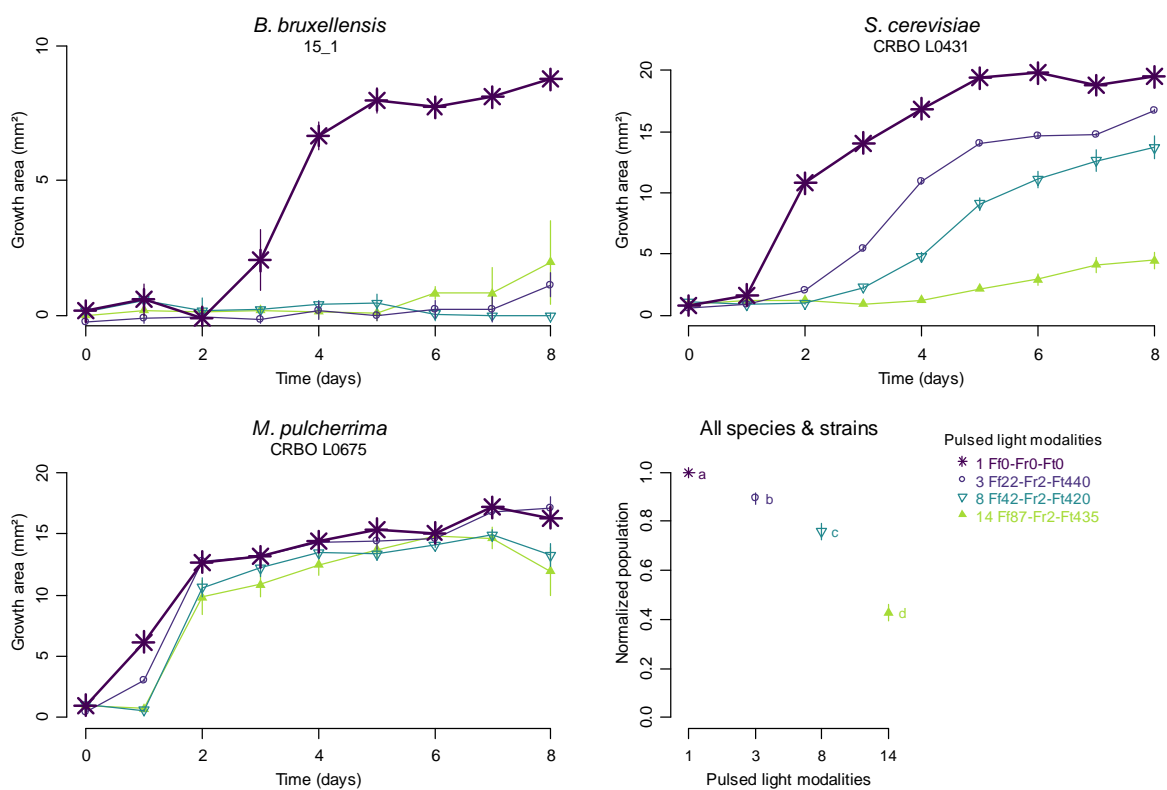 B. bruxellensis
15_1
Growth area (mm²)
10
5
0
0 2 4 6 8
Time (days)
S. cerevisiae
CRBO L0431
Growth area (mm²)
20
15
10
5
0
0 2 4 6 8
Time (days)
M. pulcherrima
CRBO L0675
Growth area (mm²)
20
15
10
5
0
0 2 4 6 8
Time (days)
All species & strains
Normalized population
1.0
0.8
0.6
0.4
0.2
0.0
a
b
c
d
1 3 8 14
Pulsed light modalities
Pulsed light modalities
1 Ff0-Fr0-Ft0
3 Ff22-Fr2-Ft440
8 Ff42-Fr2-Ft420
14 Ff87-Fr2-Ft435